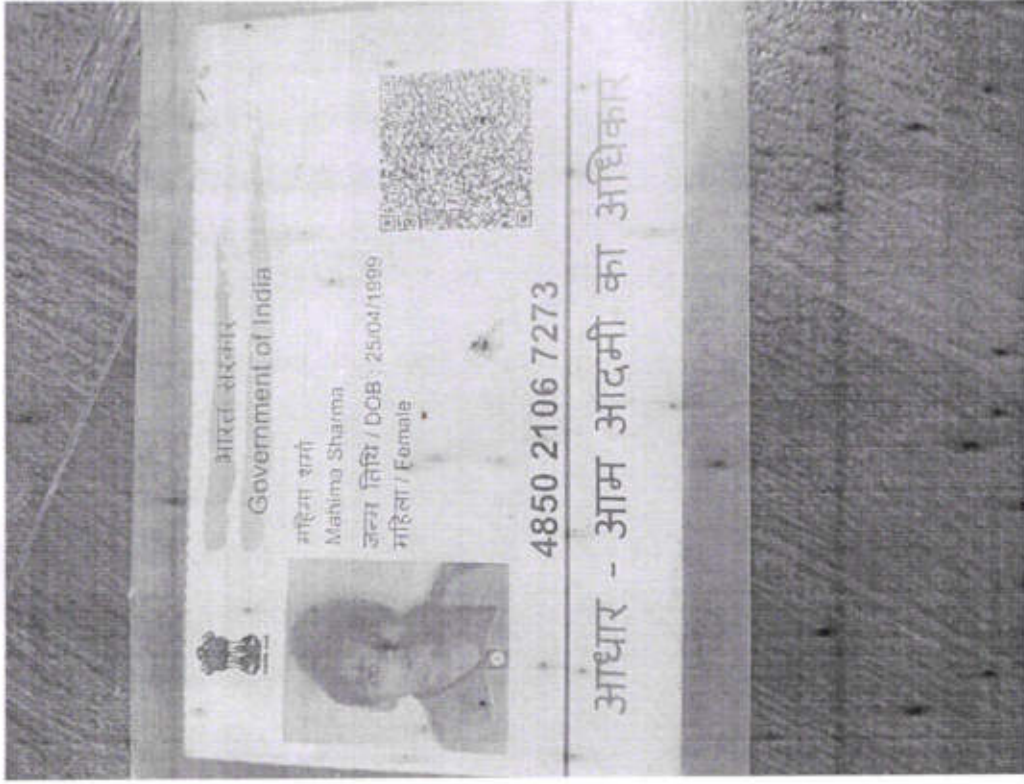 भारत सरकार
Government of India
महिमा शर्मा
Mahima Sharma
जन्म तिथि / DOB : 25/04/1999
महिला / Female
4850 2106 7273
आधार - आम आदमी का अधिकार